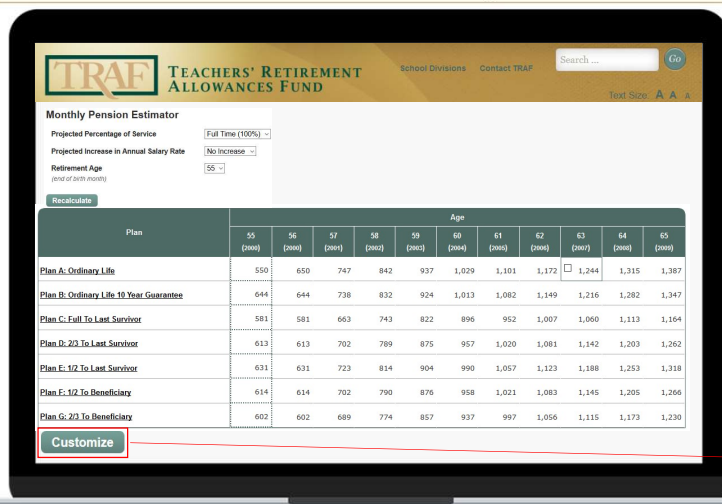 TRAF
TEACHERS' RETIREMENT
ALLOWANCES FUND
School Divisions Contact TRAF
Search ... Go
Text Size A A A
Monthly Pension Estimator
Projected Percentage of Service Full Time (100%)
Projected Increase in Annual Salary Rate No Increase
Retirement Age 55
(end of birth month)
Recalculate
Plan Age
55 56 57 58 59 60 61 62 63 64 65
(2000) (2000) (2001) (2002) (2003) (2004) (2005) (2006) (2007) (2008) (2009)
Plan A: Ordinary Life 550 650 747 842 937 1,029 1,101 1,172 1,244 1,315 1,387
Plan B: Ordinary Life 10 Year Guarantee 644 644 738 832 924 1,013 1,082 1,149 1,216 1,282 1,347
Plan C: Full To Last Survivor 581 581 663 743 822 896 952 1,007 1,060 1,113 1,164
Plan D: 2/3 To Last Survivor 613 613 702 789 875 957 1,020 1,081 1,142 1,203 1,262
Plan E: 1/2 To Last Survivor 631 631 723 814 904 990 1,057 1,123 1,188 1,253 1,318
Plan F: 1/2 To Beneficiary 614 614 702 790 876 958 1,021 1,083 1,145 1,205 1,266
Plan G: 2/3 To Beneficiary 602 602 689 774 857 937 997 1,056 1,115 1,173 1,230
Customize